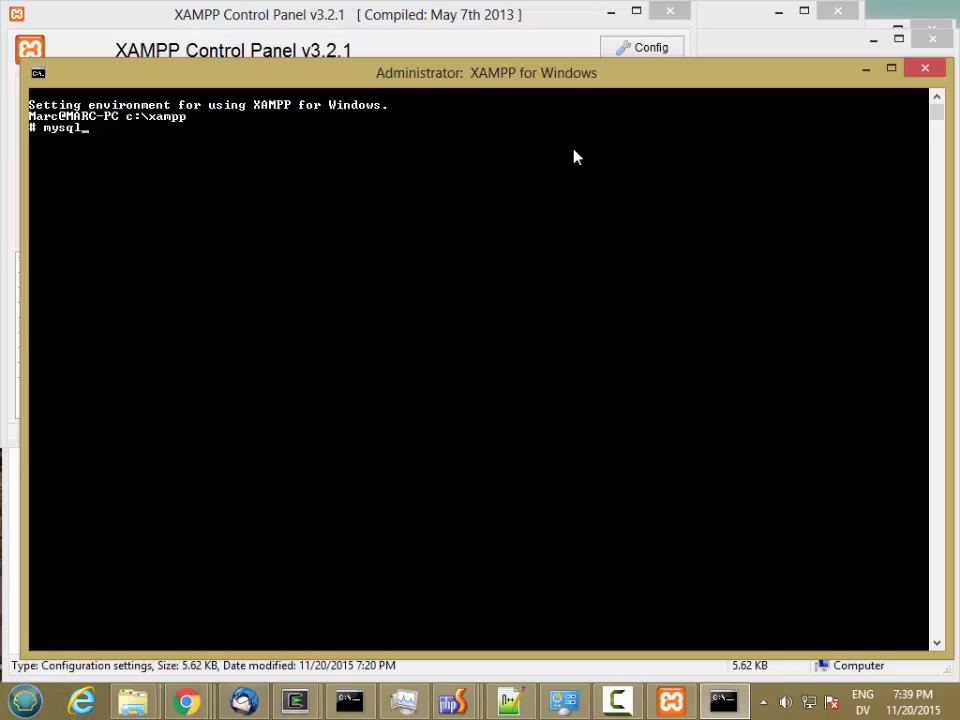 XAMPP Control Panel v3.2.1 [ Compiled: May 7th 2013 ]
XAMPP Control Panel v3.2.1
Config
Administrator: XAMPP for Windows
Setting environment for using XAMPP for Windows.
Marc@MARC-PC c:\xampp
# mysql_
Type: Configuration settings, Size: 5.62 KB, Date modified: 11/20/2015 7:20 PM
5.62 KB
Computer
ENG
DV
7:39 PM
11/20/2015